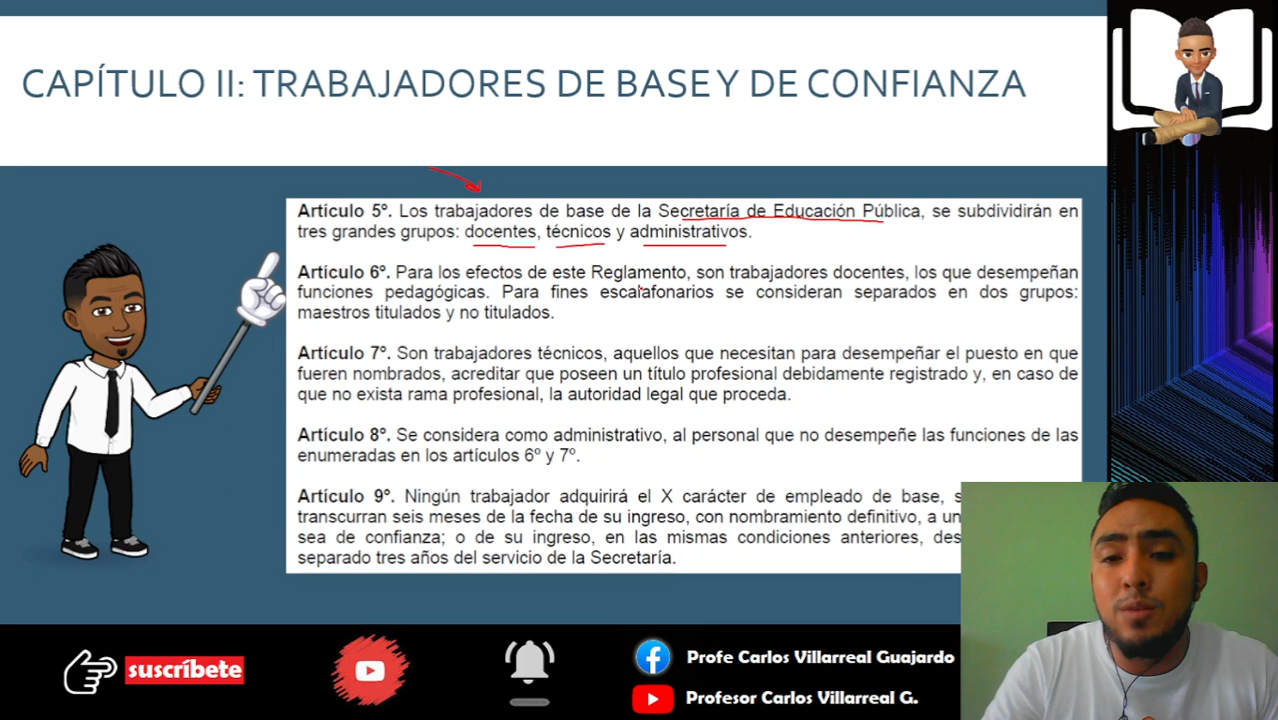 CAPÍTULO II: TRABAJADORES DE BASE Y DE CONFIANZA
Artículo 5º. Los trabajadores de base de la Secretaría de Educación Pública, se subdividirán en
tres grandes grupos: docentes, técnicos y administrativos.
Artículo 6º. Para los efectos de este Reglamento, son trabajadores docentes, los que desempeñan
funciones pedagógicas. Para fines escalafonarios se consideran separados en dos grupos:
maestros titulados y no titulados.
Artículo 7º. Son trabajadores técnicos, aquellos que necesitan para desempeñar el puesto en que
fueren nombrados, acreditar que poseen un título profesional debidamente registrado y, en caso de
que no exista rama profesional, la autoridad legal que proceda.
Artículo 8º. Se considera como administrativo, al personal que no desempeñe las funciones de las
enumeradas en los artículos 6º y 7º.
Artículo 9º. Ningún trabajador adquirirá el X carácter de empleado de base,
transcurran seis meses de la fecha de su ingreso, con nombramiento definitivo, a
sea de confianza; o de su ingreso, en las mismas condiciones anteriores,
separado tres años del servicio de la Secretaría.
suscríbete
Profe Carlos Villarreal Guajardo
Profesor Carlos Villarreal G.